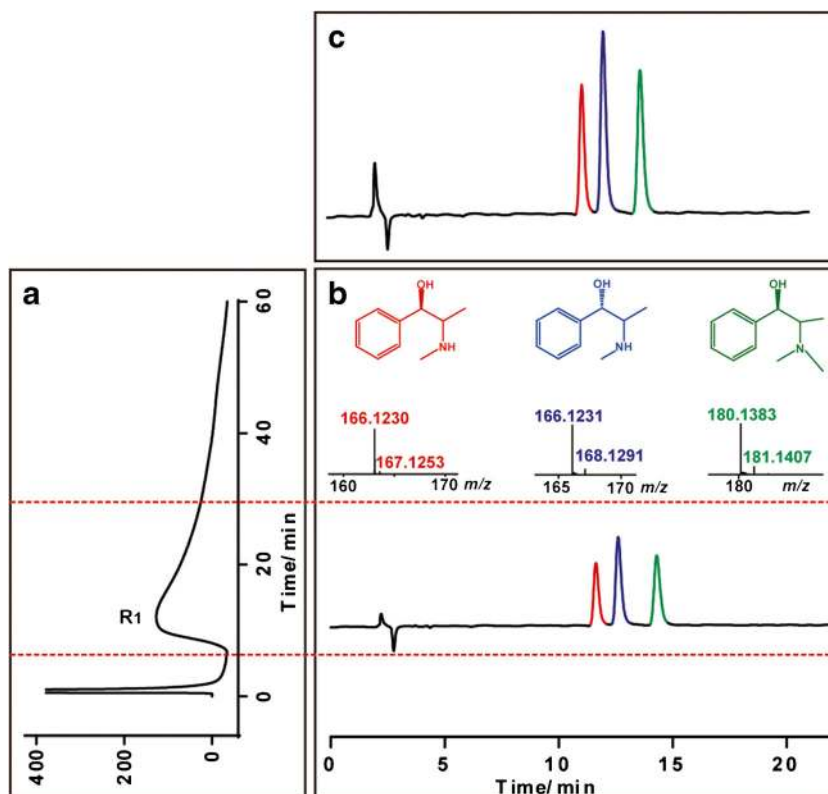 c
a
60
40
20
0
Time/min
R1
400
200
0
b
OH
NH
OH
NH
OH
N
166.1230
167.1253
160
170
m/z
166.1231
168.1291
165
170
m/z
180.1383
181.1407
180
m/z
0
5
10
15
20
Time/min